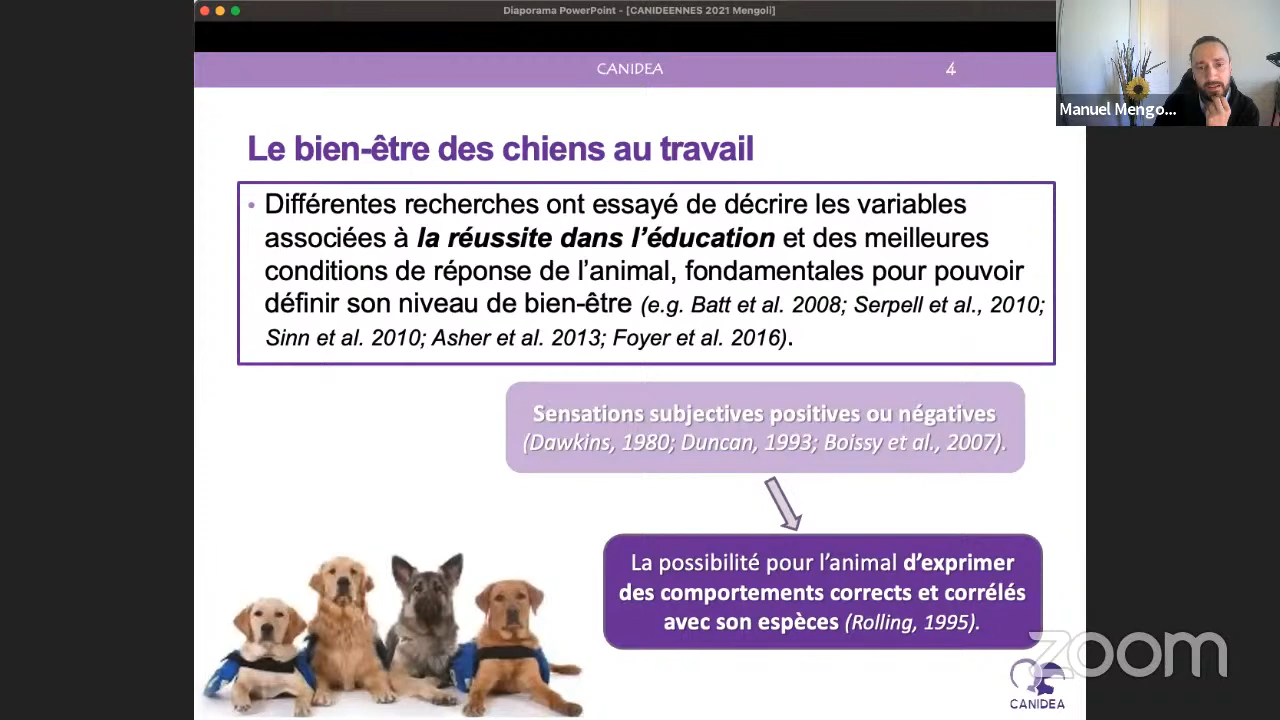 Diaporama PowerPoint - [CANIDEENNES 2021 Mengoli]
CANIDEA
4
Manuel Mengo...
Le bien-être des chiens au travail
• Différentes recherches ont essayé de décrire les variables
associées à la réussite dans l’éducation et des meilleures
conditions de réponse de l’animal, fondamentales pour pouvoir
définir son niveau de bien-être (e.g. Batt et al. 2008; Serpell et al., 2010;
Sinn et al. 2010; Asher et al. 2013; Foyer et al. 2016).
Sensations subjectives positives ou négatives
(Dawkins, 1980; Duncan, 1993; Boissy et al., 2007).
La possibilité pour l’animal d’exprimer
des comportements corrects et corrélés
avec son espèces (Rolling, 1995).
zoom
CANIDEA